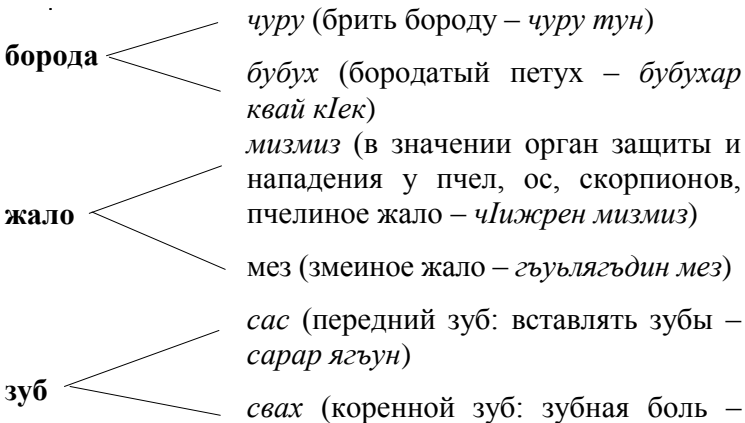 чуру (брить бороду – чуру тун)
борода
бубух (бородатый петух – бубухар
квай кIек)
мизмиз (в значении орган защиты и
нападения у пчел, ос, скорпионов,
жало
пчелиное жало – чIижрен мизмиз)
мез (змеиное жало – гъуьлягъдин мез)
сас (передний зуб: вставлять зубы –
сарар ягъун)
зуб
свах (коренной зуб: зубная боль –